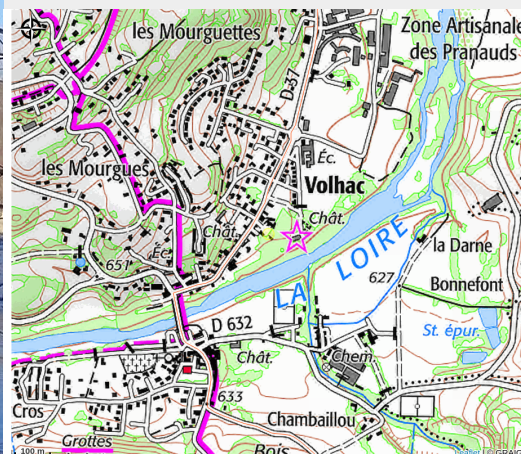 les Mourguettes
Zone Artisanale
des Pranauds
D37
Éc.
les Mourgues
Volhac
Chât.
Chât.
LA LOIRE
la Darne
651
Éc.
627
Bonnefont
D 632
St. épur.
Chât.
Chem.
633
Cros
Chambaillou
Grottes
Bois
100 m
Leaflet